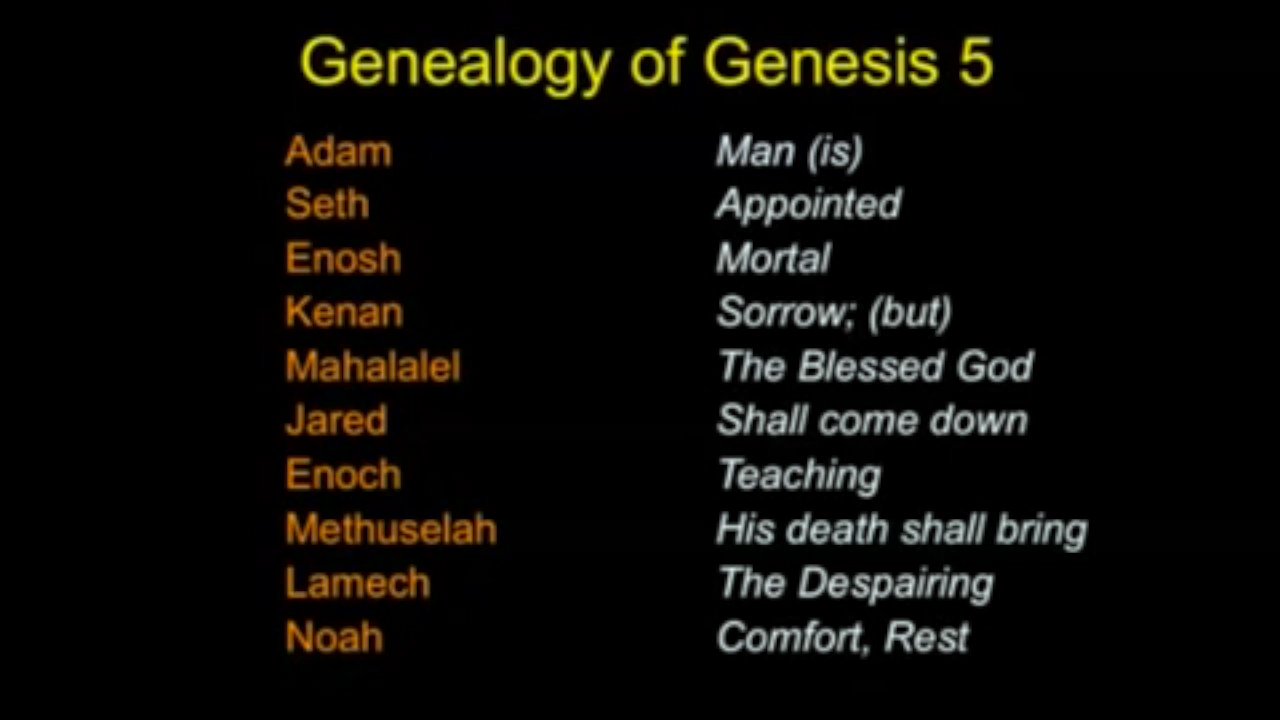 Genealogy of Genesis 5
Adam Man (is)
Seth Appointed
Enosh Mortal
Kenan Sorrow; (but)
Mahalalel The Blessed God
Jared Shall come down
Enoch Teaching
Methuselah His death shall bring
Lamech The Despairing
Noah Comfort, Rest